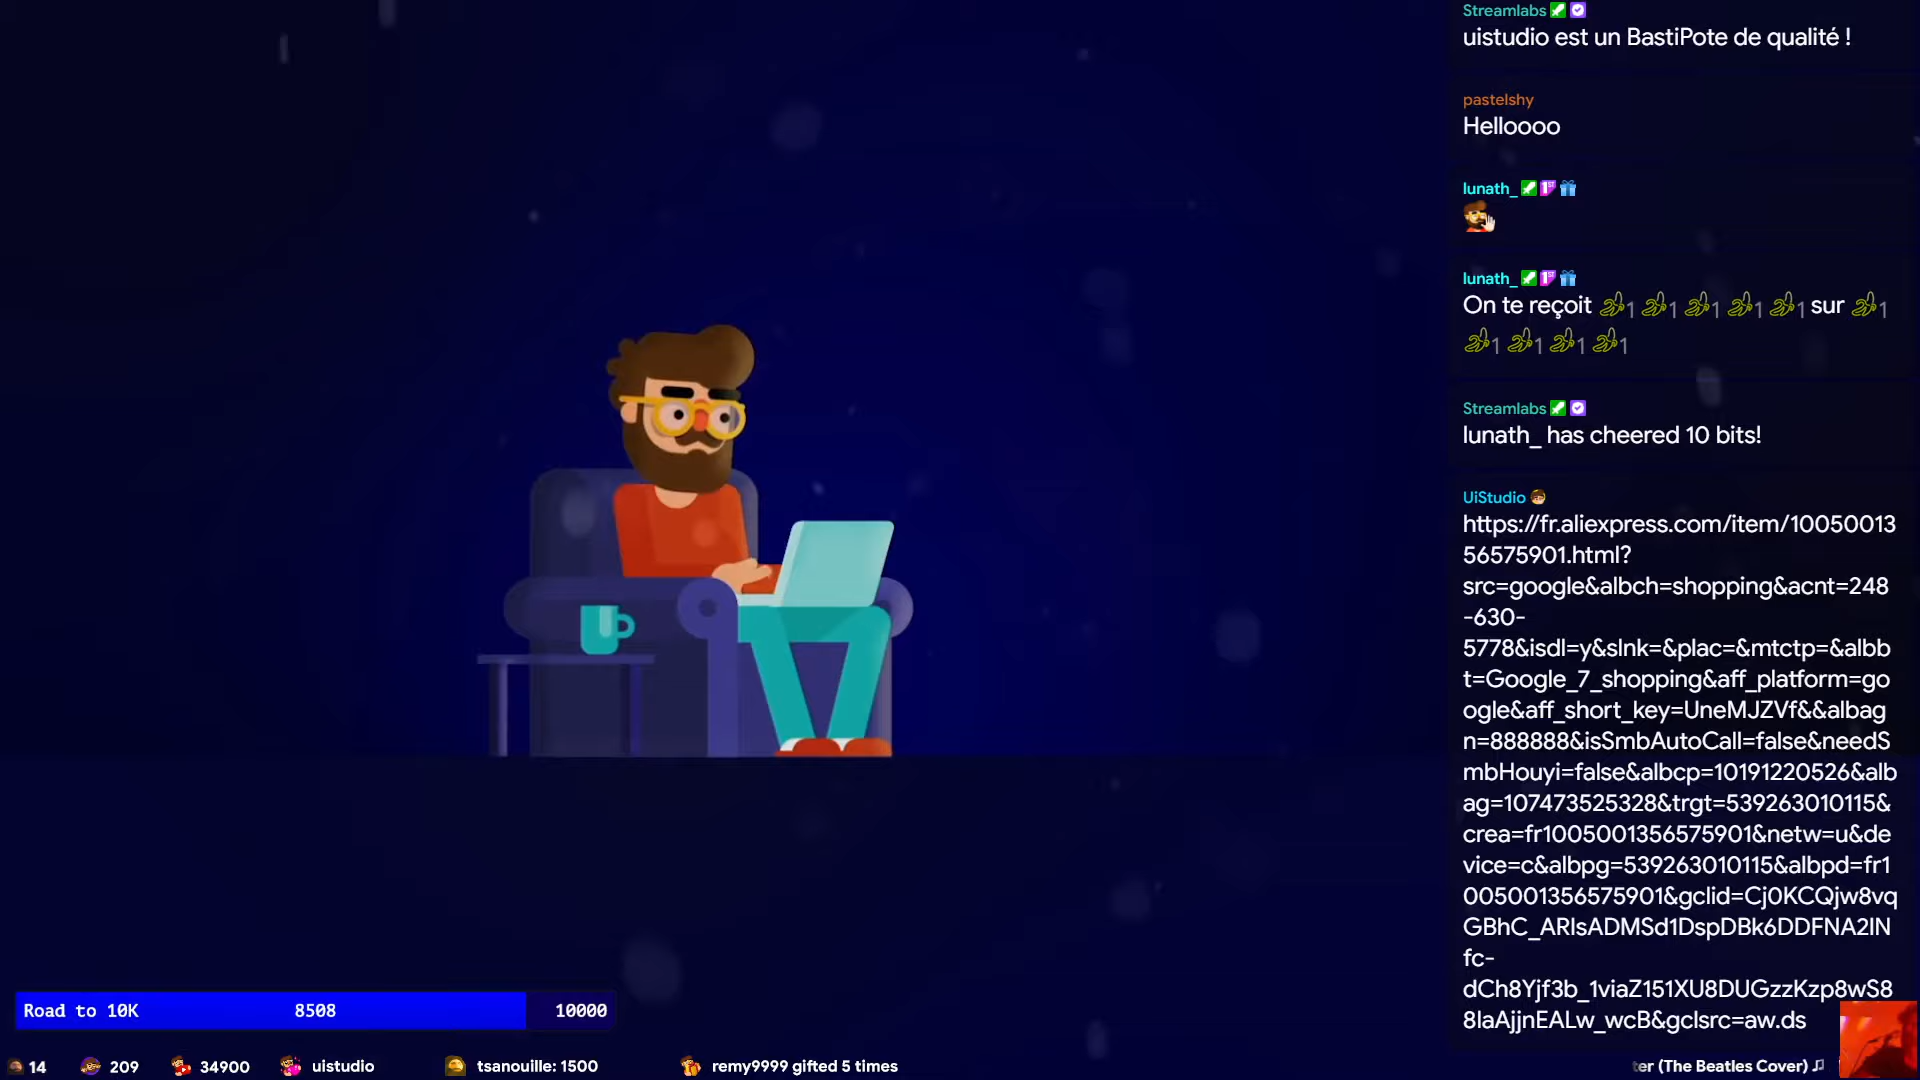 Streamlabs
uistudio est un BastiPote de qualité !
pastelshy
Helloooo
lunath_
lunath_
On te reçoit 1 1 1 1 1 sur 1
1 1 1 1
Streamlabs
lunath_ has cheered 10 bits!
UiStudio
https://fr.aliexpress.com/item/10050013
56575901.html?
src=google&albch=shopping&acnt=248
-630-
5778&isdl=y&slnk=&plac=&mtctp=&albb
t=Google_7_shopping&aff_platform=go
ogle&aff_short_key=UneMJZVf&&albag
n=888888&isSmbAutoCall=false&needS
mbHouyi=false&albcp=10191220526&alb
ag=107473525328&trgt=539263010115&
crea=fr1005001356575901&netw=u&de
vice=c&albpg=539263010115&albpd=fr1
005001356575901&gclid=Cj0KCQjw8vq
GBhC_ARIsADMSd1DspDBk6DDFNA2IN
fc-
dCh8Yjf3b_1viaZ151XU8DUGzzKzp8wS8
8laAjjnEALw_wcB&gclsrc=aw.ds
Road to 10K 8508 10000
14 209 34900 uistudio tsanouille: 1500 remy9999 gifted 5 times ter (The Beatles Cover) ♫